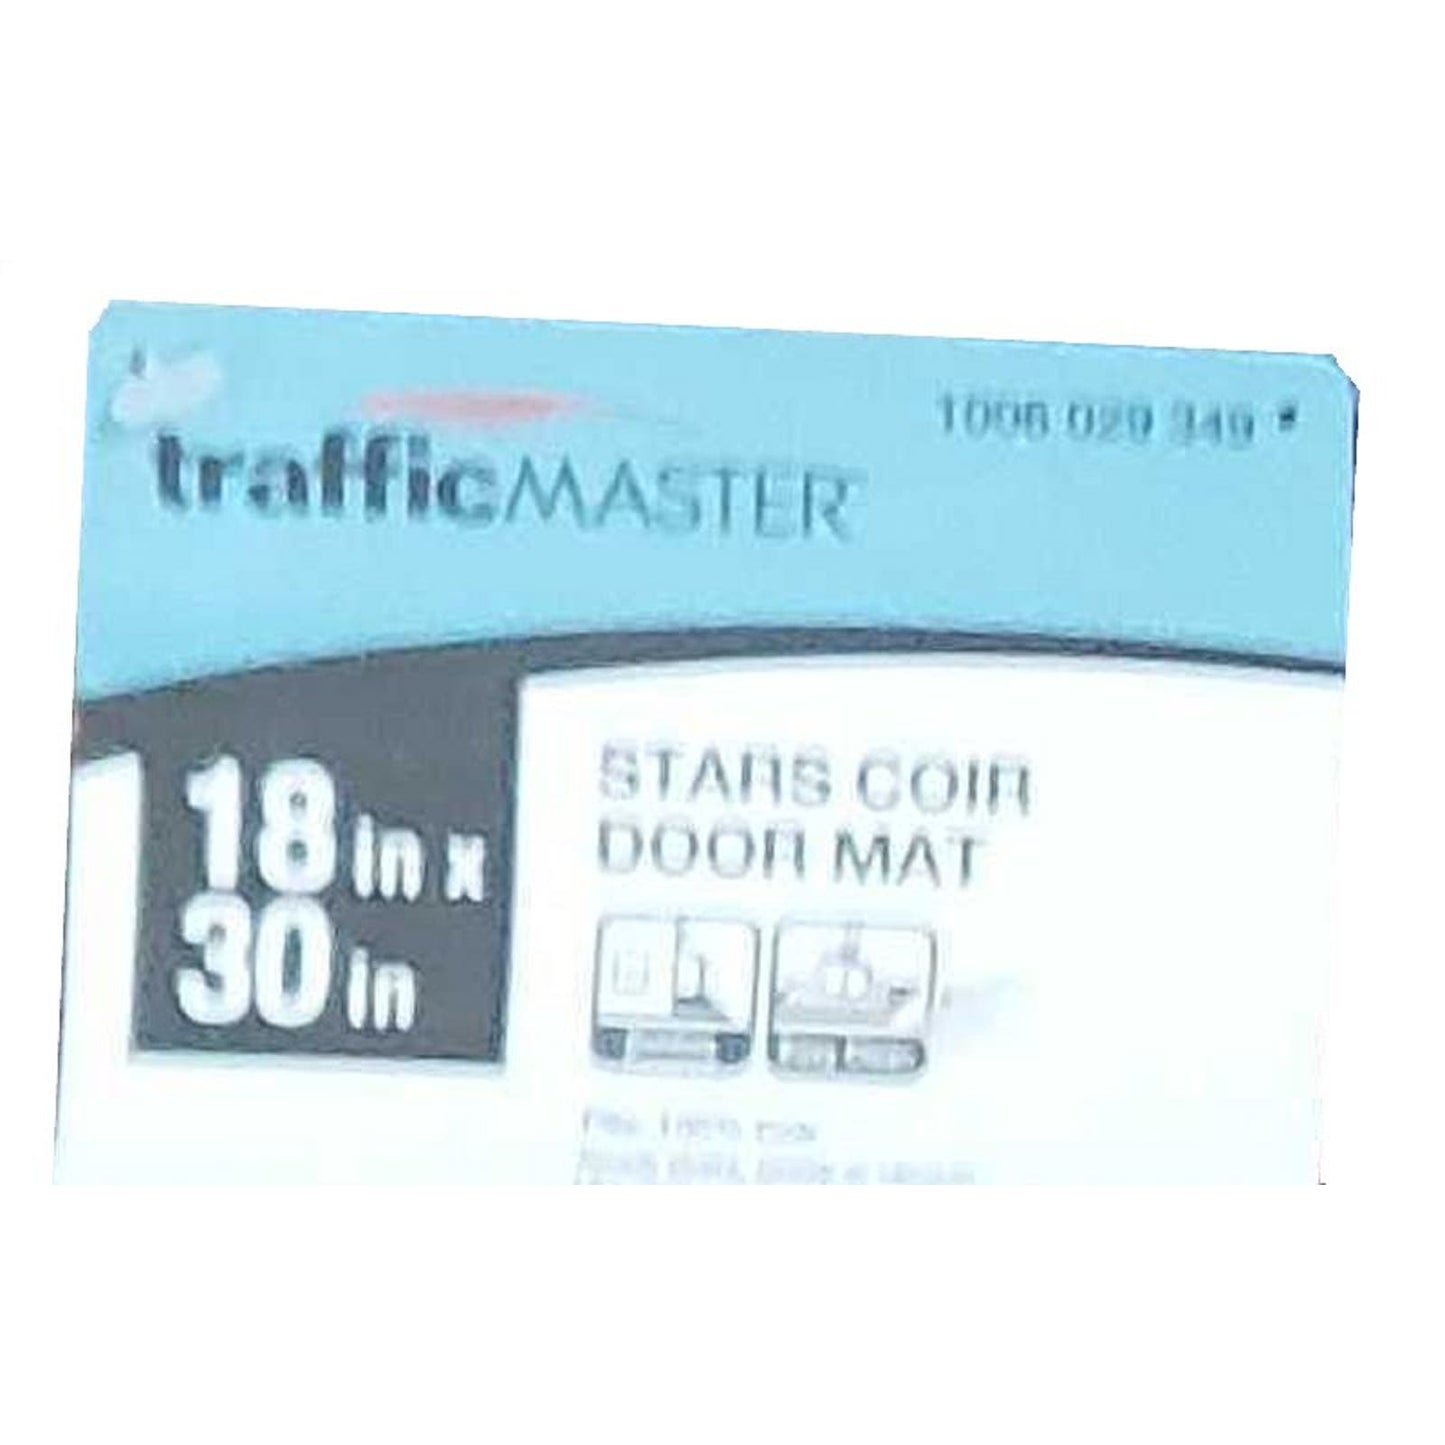 trafficMASTER
1006 029 349
18 in x
30 in
STARS COIR
DOOR MAT